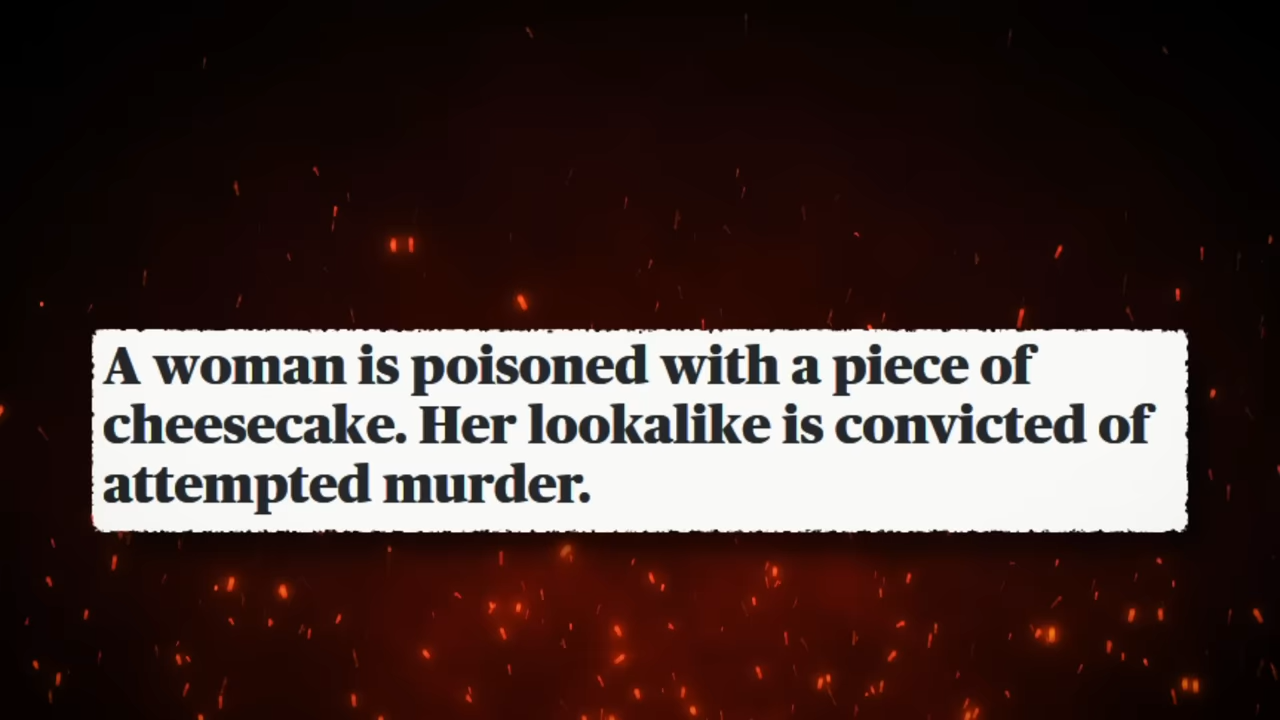 A woman is poisoned with a piece of
cheesecake. Her lookalike is convicted of
attempted murder.